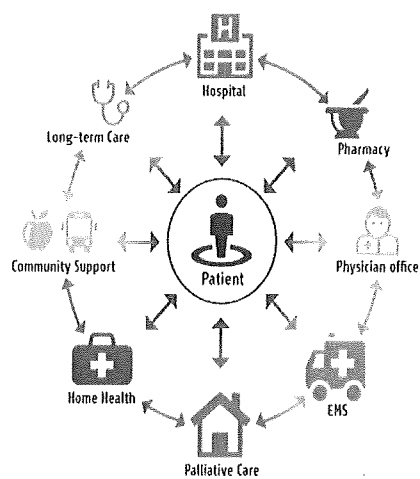 Hospital
Long-term Care
Pharmacy
Patient
Community Support
Physician office
Home Health
EMS
Palliative Care